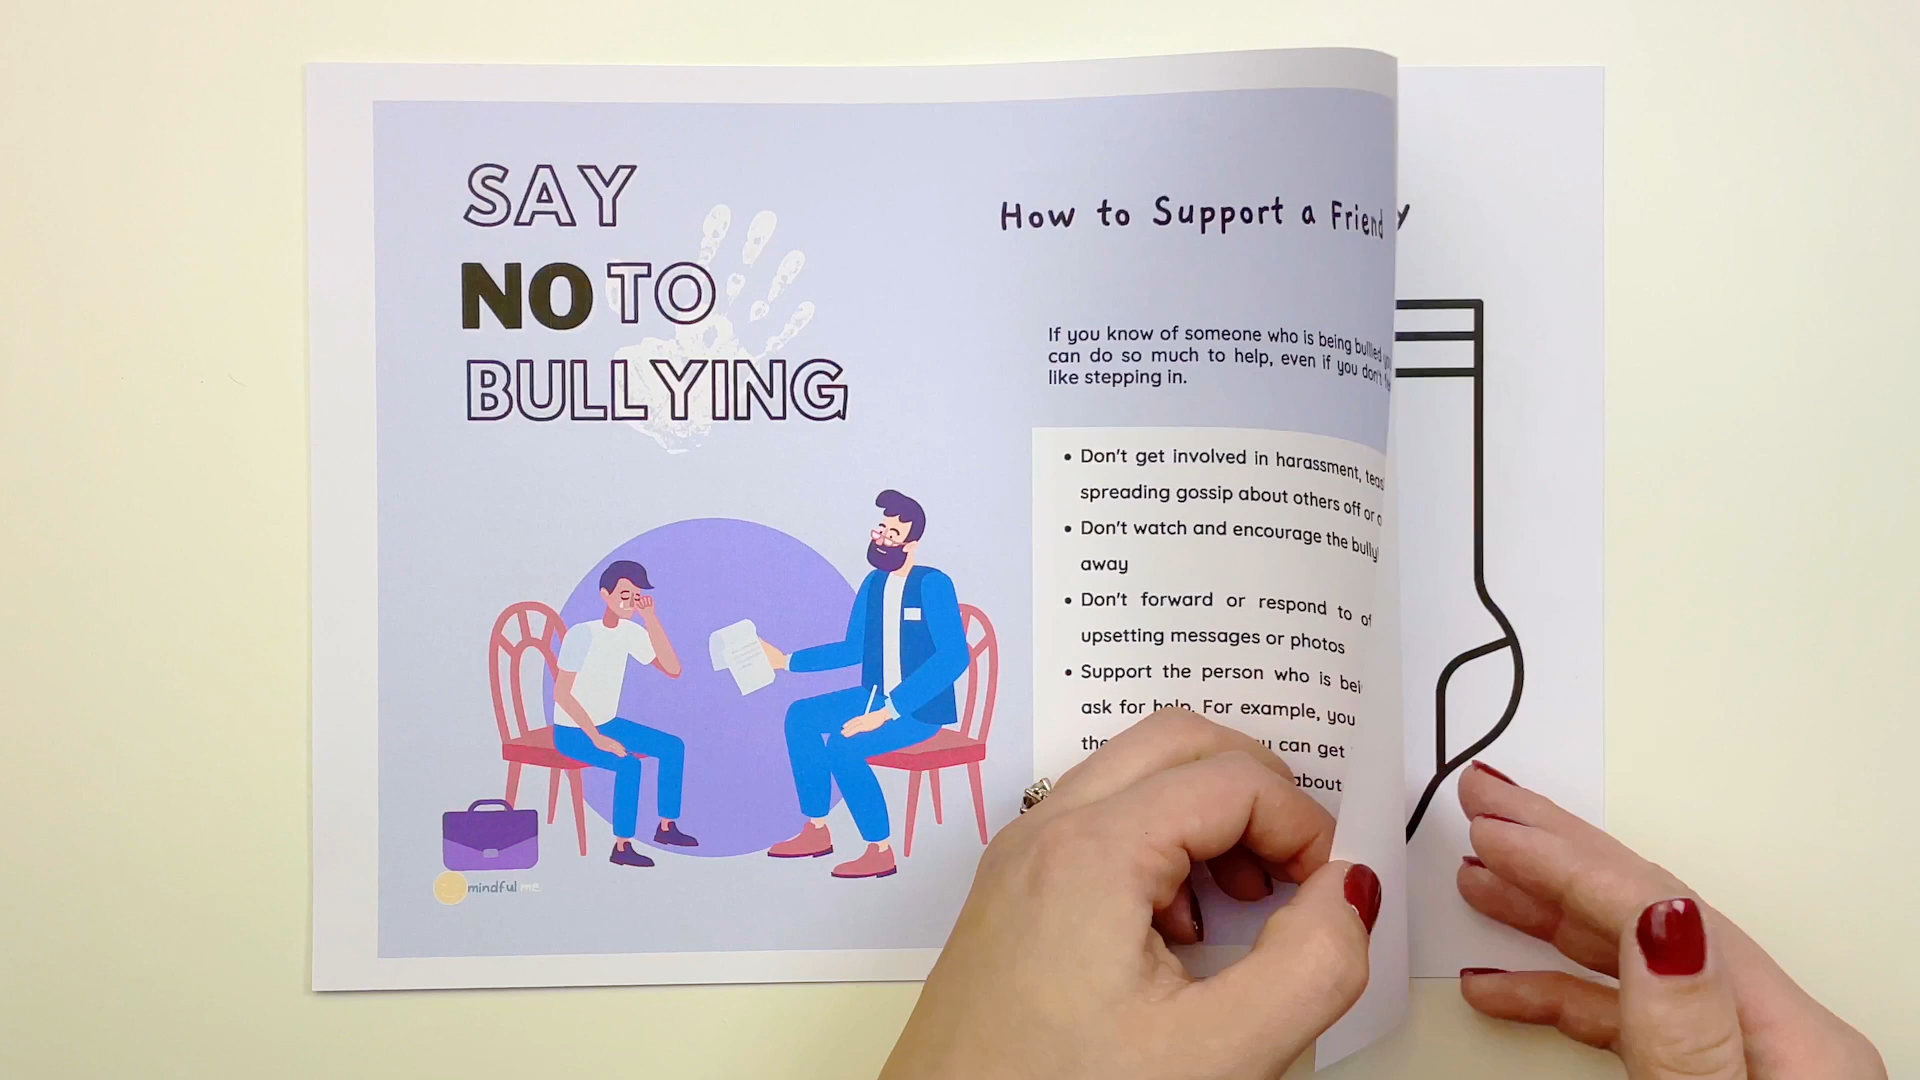 SAY
NO TO
BULLYING
How to Support a Friend
If you know of someone who is being bullied
can do so much to help, even if you don't
like stepping in.
• Don't get involved in harassment,
spreading gossip about others off or
• Don't watch and encourage the bully
away
• Don't forward or respond to
upsetting messages or photos
• Support the person who is
ask for help. For example, you
can get
about
mindful me